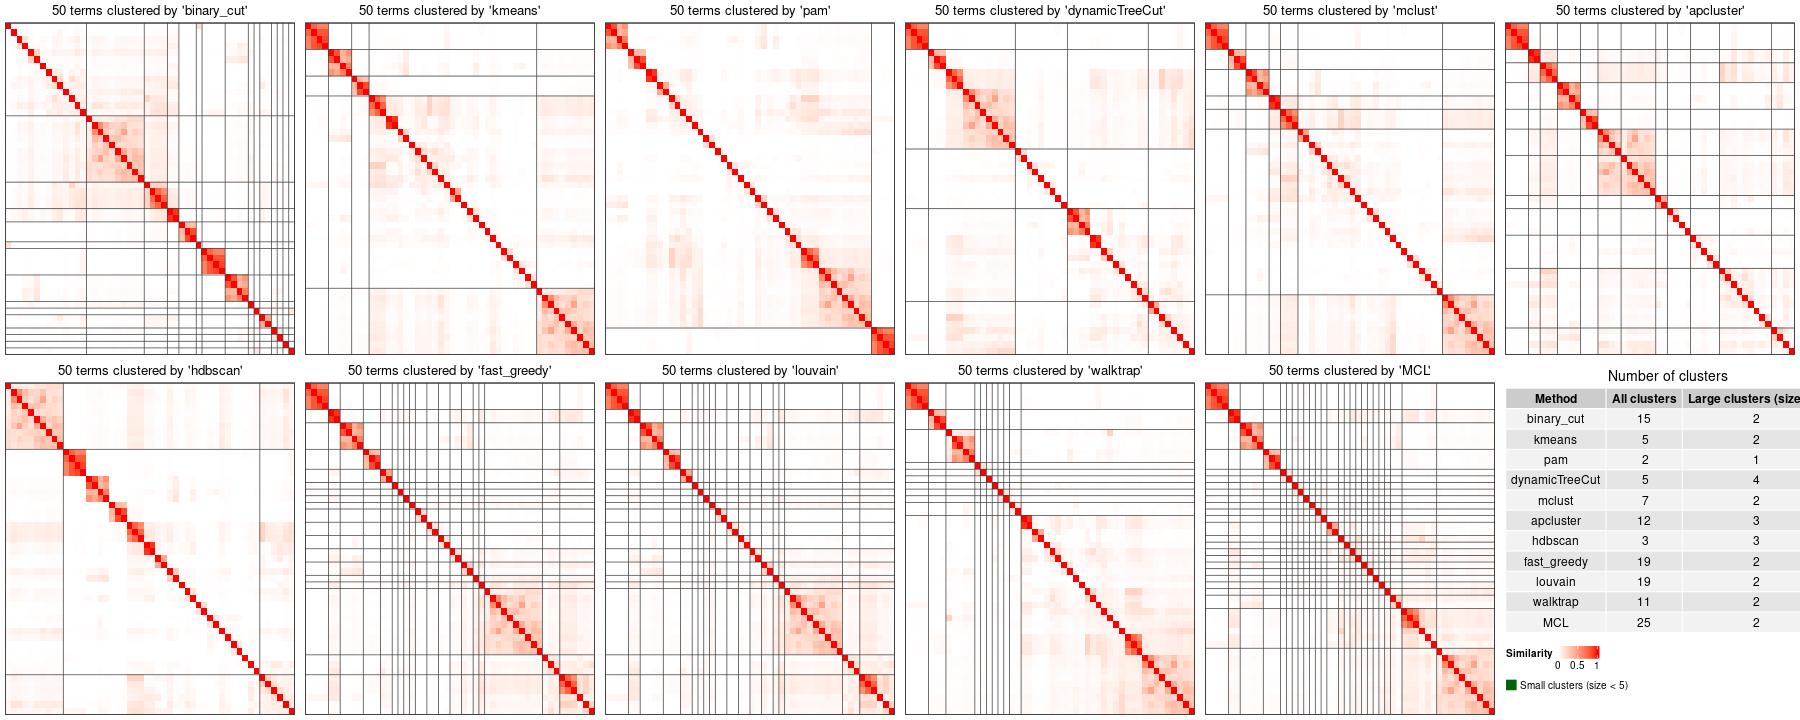 50 terms clustered by 'binary_cut'
50 terms clustered by 'kmeans'
50 terms clustered by 'pam'
50 terms clustered by 'dynamicTreeCut'
50 terms clustered by 'mclust'
50 terms clustered by 'apcluster'
50 terms clustered by 'hdbscan'
50 terms clustered by 'fast_greedy'
50 terms clustered by 'louvain'
50 terms clustered by 'walktrap'
50 terms clustered by 'MCL'
Number of clusters
Method All clusters Large clusters (size
binary_cut 15 2
kmeans 5 2
pam 2 1
dynamicTreeCut 5 4
mclust 7 2
apcluster 12 3
hdbscan 3 3
fast_greedy 19 2
louvain 19 2
walktrap 11 2
MCL 25 2
Similarity
0 0.5 1
Small clusters (size < 5)